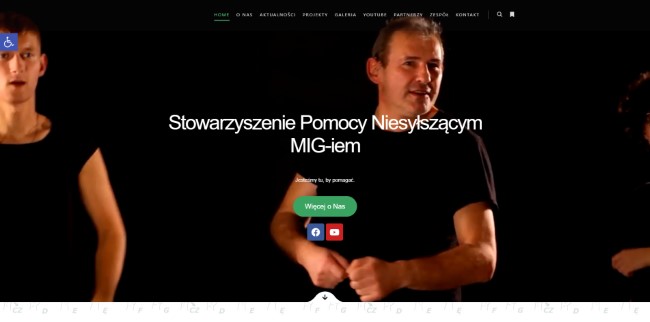 HOME O NAS AKTUALNOŚCI PROJEKTY GALERIA YOUTUBE PARTNERZY ZESPÓŁ KONTAKT
Stowarzyszenie Pomocy Niesyłszącym
MIG-iem
Jesteśmy tu, by pomagać.
Więcej o Nas